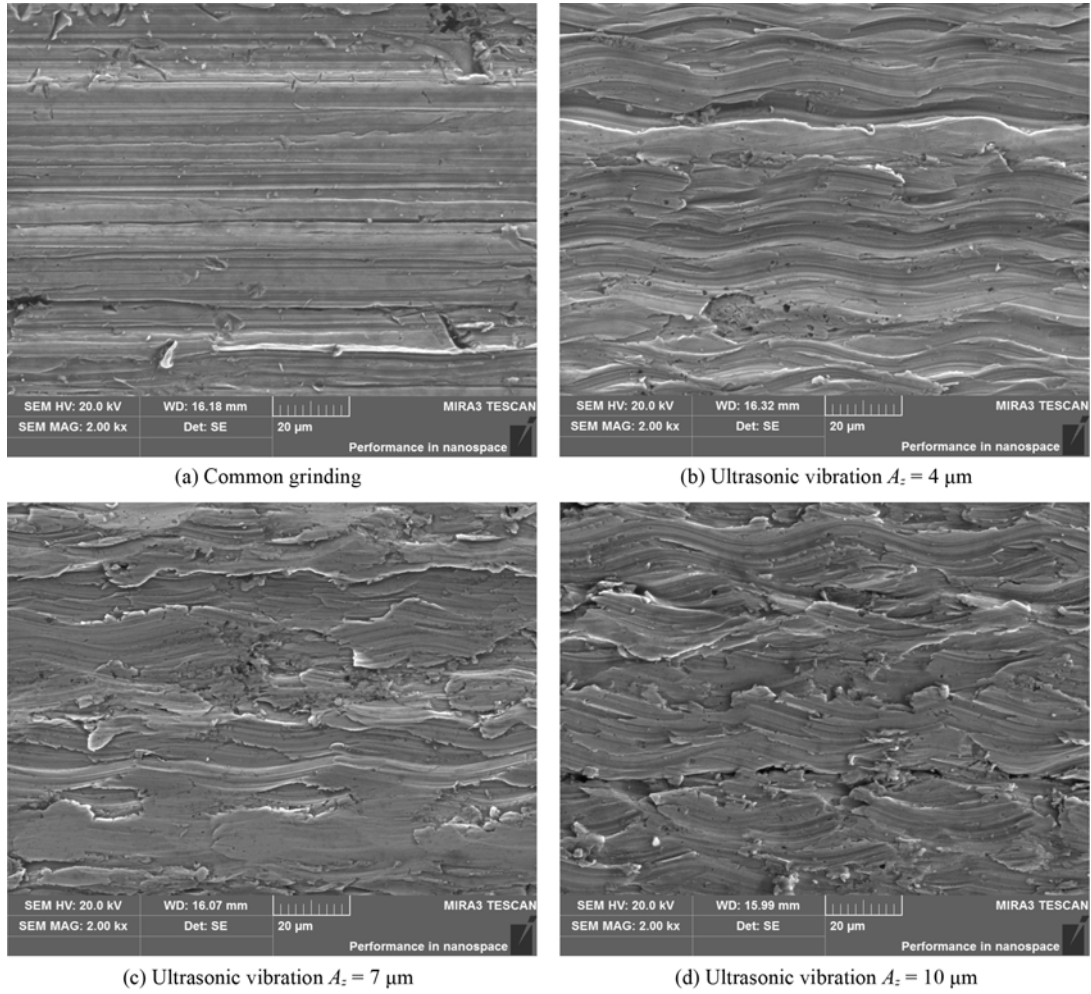 SEM HV: 20.0 kV WD: 16.18 mm MIRA3 TESCAN
SEM MAG: 2.00 kx Det: SE 20 μm
Performance in nanospace
SEM HV: 20.0 kV WD: 16.32 mm MIRA3 TESCAN
SEM MAG: 2.00 kx Det: SE 20 μm
Performance in nanospace
(a) Common grinding
(b) Ultrasonic vibration Az = 4 μm
SEM HV: 20.0 kV WD: 16.07 mm MIRA3 TESCAN
SEM MAG: 2.00 kx Det: SE 20 μm
Performance in nanospace
SEM HV: 20.0 kV WD: 15.99 mm MIRA3 TESCAN
SEM MAG: 2.00 kx Det: SE 20 μm
Performance in nanospace
(c) Ultrasonic vibration Az = 7 μm
(d) Ultrasonic vibration Az = 10 μm